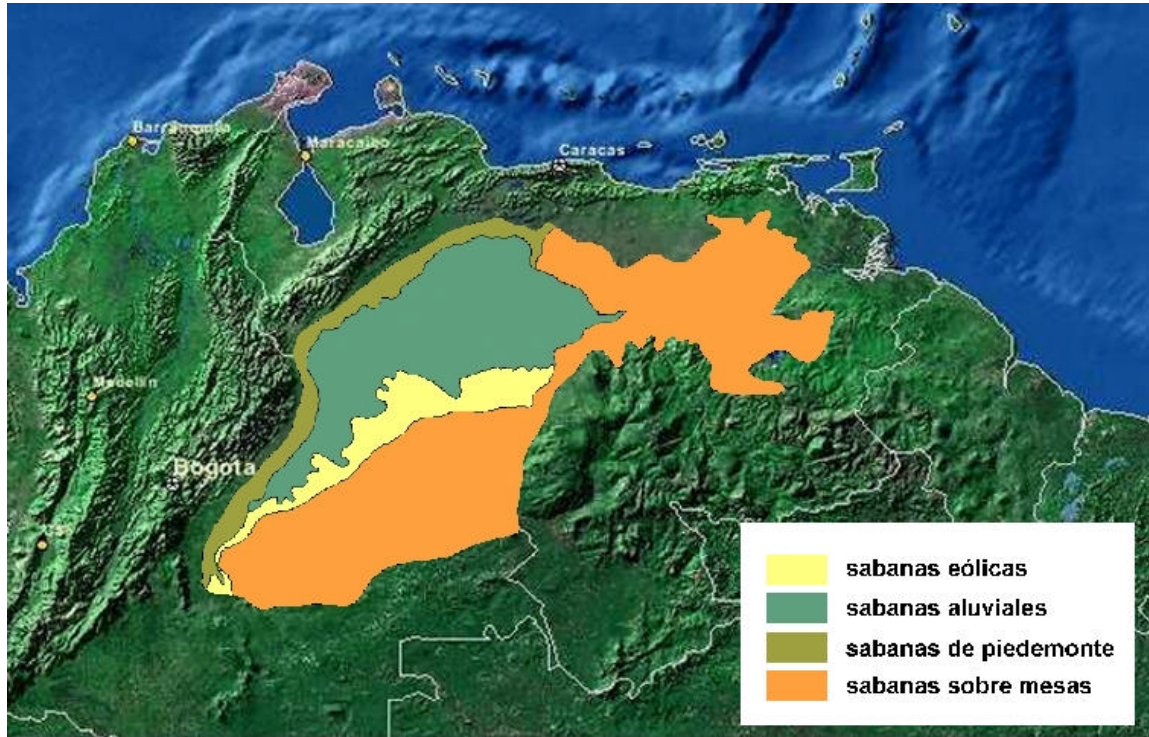 Barranquilla
Maracaibo
Caracas
Medellin
Bogota
sabanas eólicas
sabanas aluviales
sabanas de piedemonte
sabanas sobre mesas